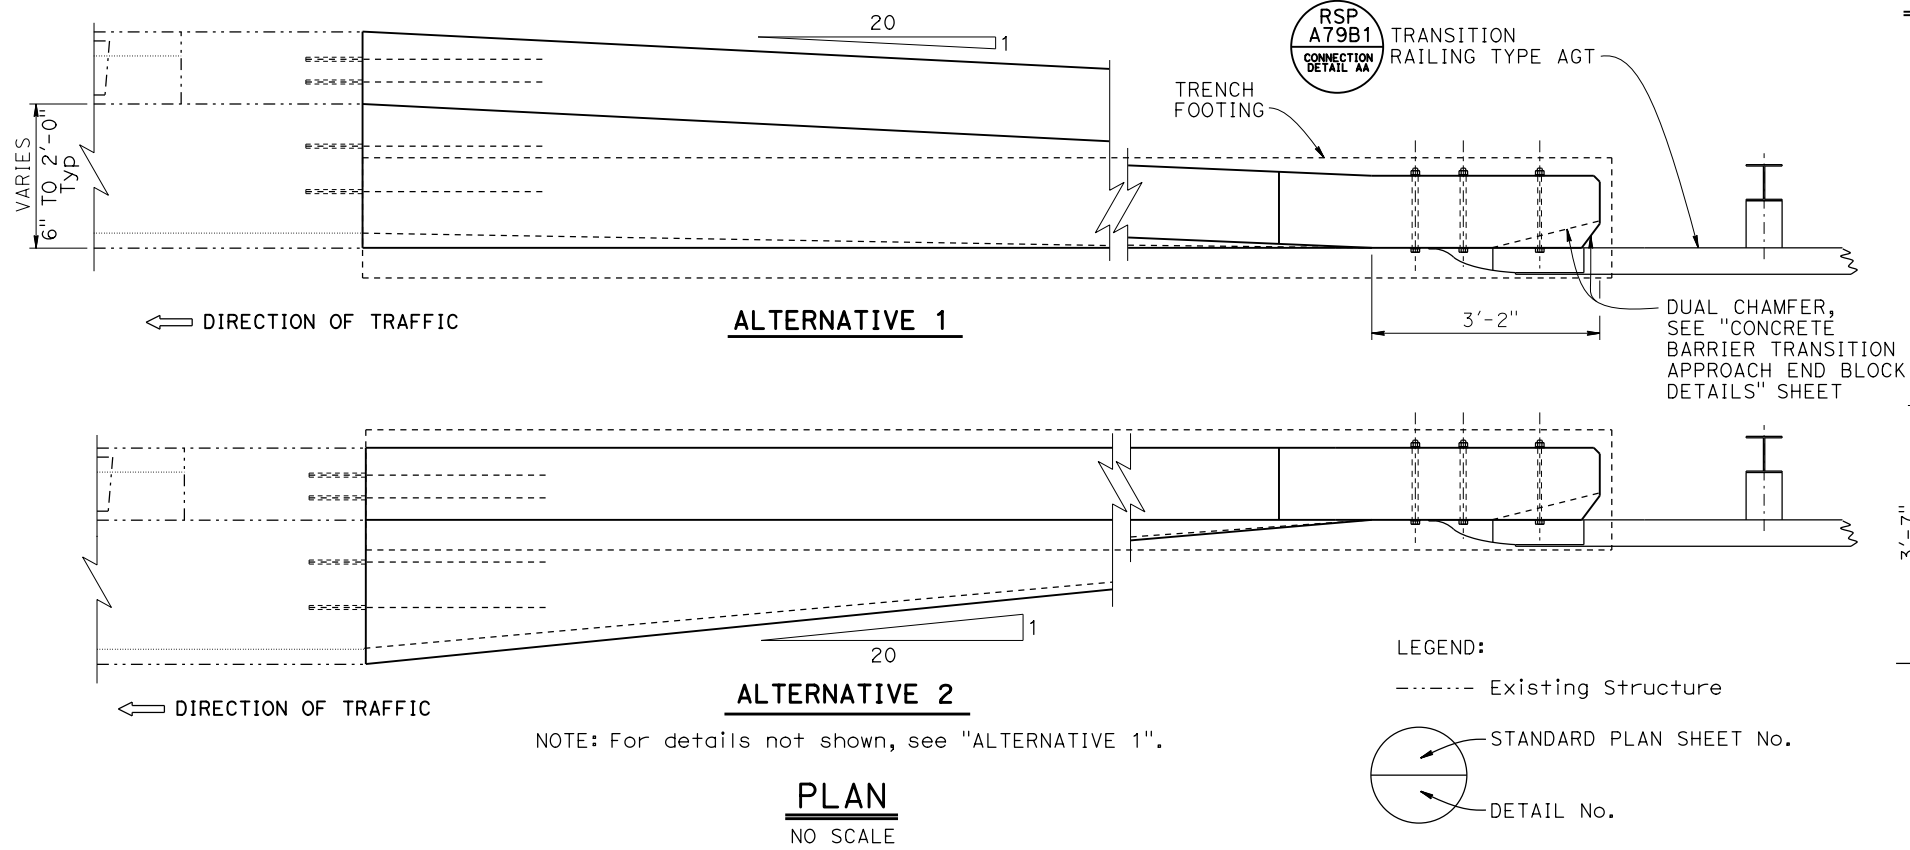 20
1
RSP
A79B1
CONNECTION
DETAIL AA
TRANSITION
RAILING TYPE AGT
TRENCH
FOOTING
VARIES
6" TO 2'-0"
Typ
DIRECTION OF TRAFFIC
ALTERNATIVE 1
3'-2"
DUAL CHAMFER,
SEE "CONCRETE
BARRIER TRANSITION
APPROACH END BLOCK
DETAILS" SHEET
3'-7"
1
20
DIRECTION OF TRAFFIC
ALTERNATIVE 2
NOTE: For details not shown, see "ALTERNATIVE 1".
PLAN
NO SCALE
LEGEND:
Existing Structure
STANDARD PLAN SHEET No.
DETAIL No.